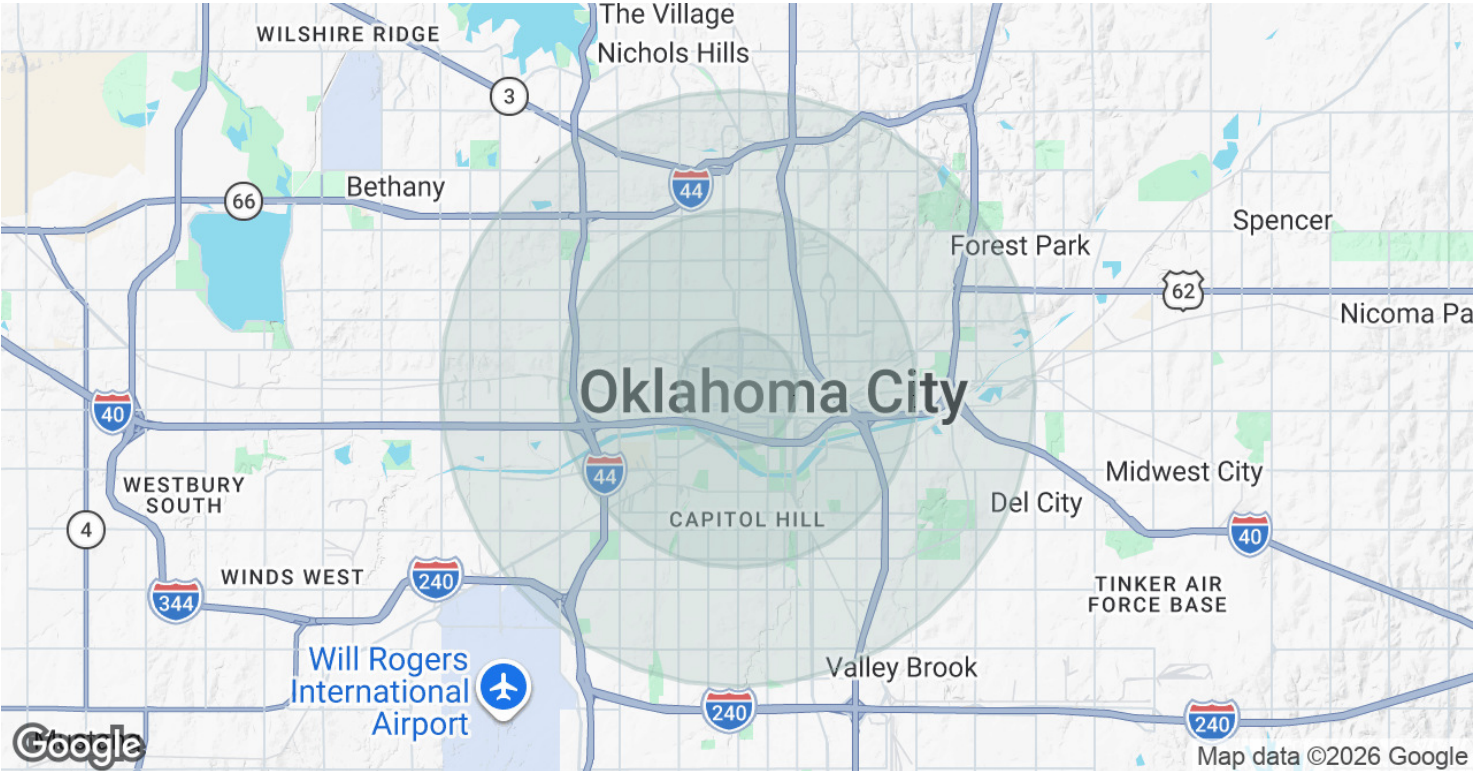 The Village
WILSHIRE RIDGE
Nichols Hills
3
Bethany
44
66
Spencer
Forest Park
62
Nicoma Pa
Oklahoma City
40
44
Midwest City
WESTBURY
SOUTH
Del City
CAPITOL HILL
4
40
WINDS WEST
240
TINKER AIR
FORCE BASE
344
Will Rogers
International
Airport
Valley Brook
240
240
Google
Map data ©2026 Google